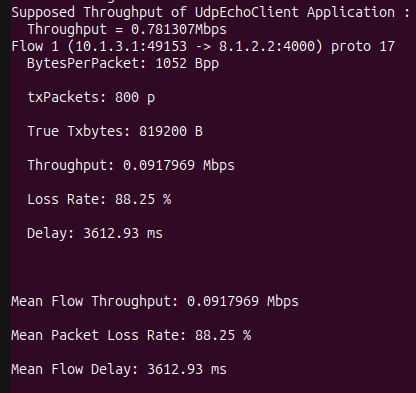 Supposed Throughput of UdpEchoClient Application :
Throughput = 0.781307Mbps
Flow 1 (10.1.3.1:49153 -> 8.1.2.2:4000) proto 17
BytesPerPacket: 1052 Bpp
txPackets: 800 p
True Txbytes: 819200 B
Throughput: 0.0917969 Mbps
Loss Rate: 88.25 %
Delay: 3612.93 ms
Mean Flow Throughput: 0.0917969 Mbps
Mean Packet Loss Rate: 88.25 %
Mean Flow Delay: 3612.93 ms